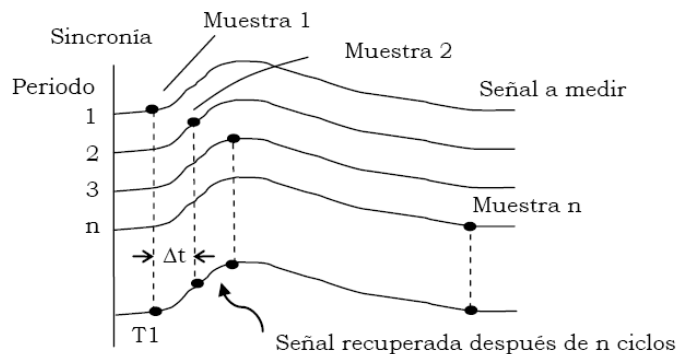 Muestra 1
Sincronía
Muestra 2
Periodo
Señal a medir
1
2
3
n
Muestra n
Δt
T1
Señal recuperada después de n ciclos